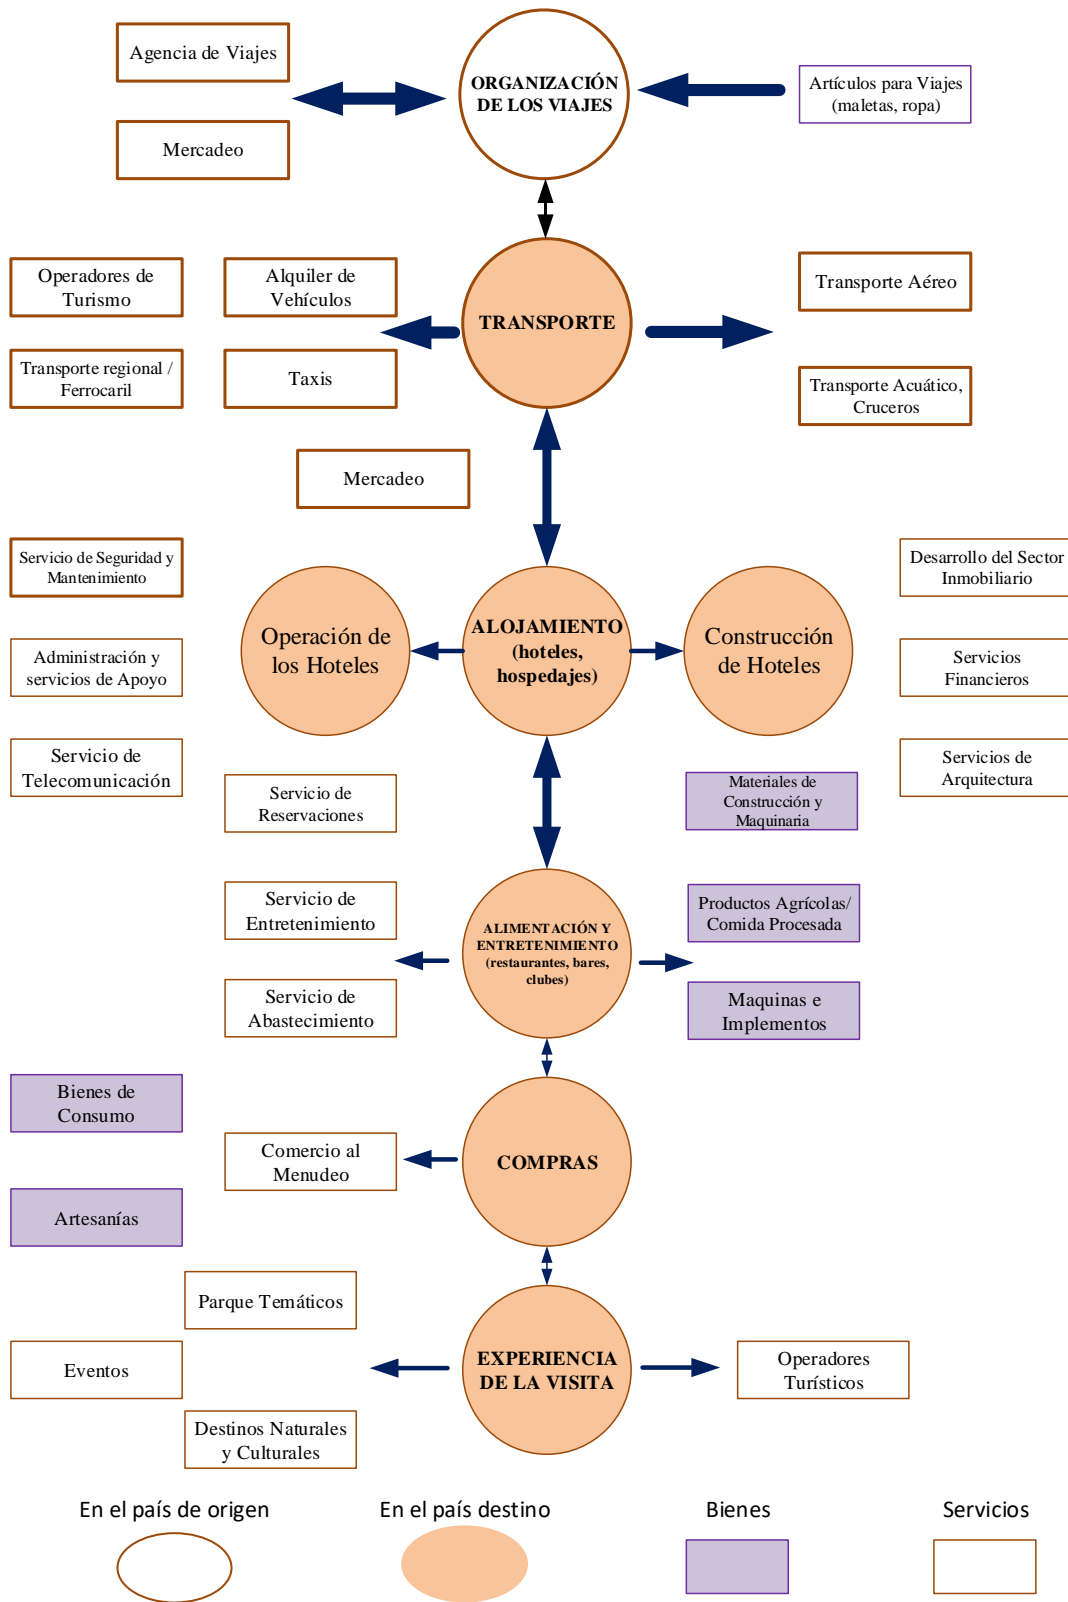 Agencia de Viajes
Mercadeo
ORGANIZACIÓN
DE LOS VIAJES
Artículos para Viajes
(maletas, ropa)
Operadores de
Turismo
Alquiler de
Vehículos
Transporte regional /
Ferrocaril
Taxis
TRANSPORTE
Transporte Aéreo
Transporte Acuático,
Cruceros
Mercadeo
Servicio de Seguridad y
Mantenimiento
Administración y
servicios de Apoyo
Servicio de
Telecomunicación
Operación de
los Hoteles
ALOJAMIENTO
(hoteles,
hospedajes)
Construcción
de Hoteles
Desarrollo del Sector
Inmobiliario
Servicios
Financieros
Servicios de
Arquitectura
Servicio de
Reservaciones
Materiales de
Construcción y
Maquinaria
Servicio de
Entretenimiento
Servicio de
Abastecimiento
ALIMENTACIÓN Y
ENTRETENIMIENTO
(restaurantes, bares,
clubes)
Productos Agrícolas/
Comida Procesada
Maquinas e
Implementos
Bienes de
Consumo
Artesanías
Comercio al
Menudeo
COMPRAS
Parque Temáticos
Eventos
Destinos Naturales
y Culturales
EXPERIENCIA
DE LA VISITA
Operadores
Turísticos
En el país de origen
En el país destino
Bienes
Servicios